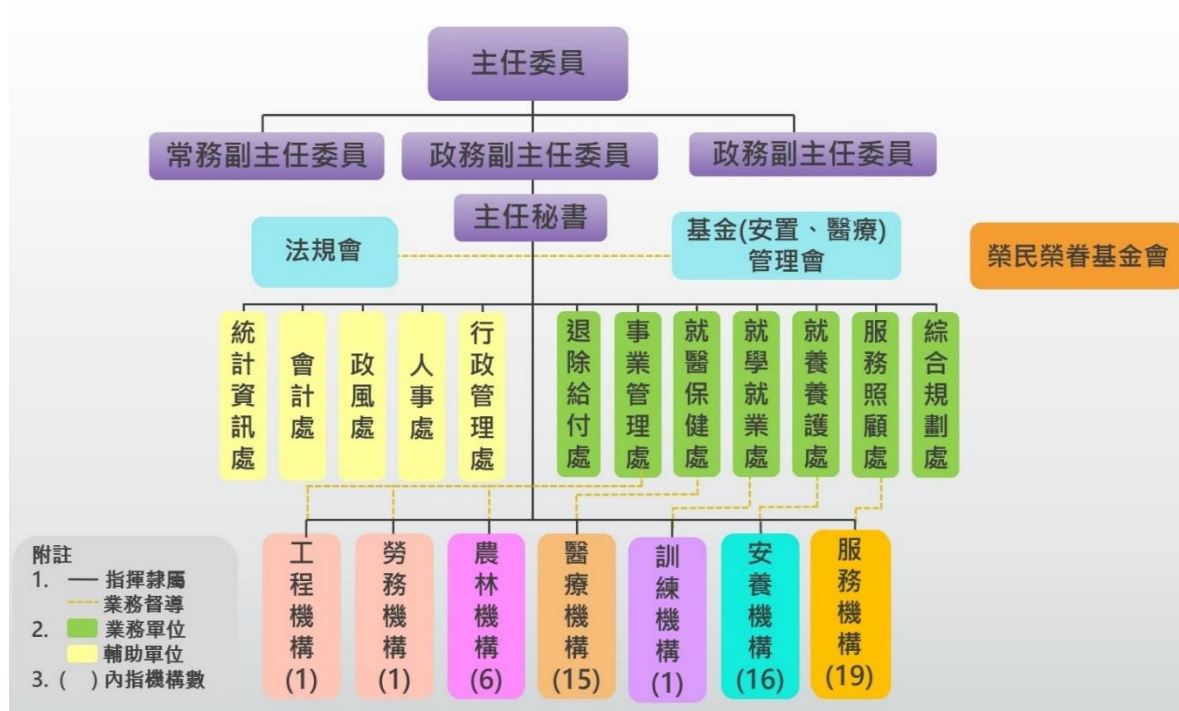 主任委員
常務副主任委員
政務副主任委員
政務副主任委員
主任秘書
法規會
基金(安置、醫療)
管理會
榮民榮眷基金會
統計資訊處
會計處
政風處
人事處
行政管理處
退除給付處
事業管理處
就醫保健處
就學就業處
就養養護處
服務照顧處
綜合規劃處
工程機構
(1)
勞務機構
(1)
農林機構
(6)
醫療機構
(15)
訓練機構
(1)
安養機構
(16)
服務機構
(19)
附註
1. 指揮隸屬
業務督導
2. 業務單位
輔助單位
3. ( )內指機構數